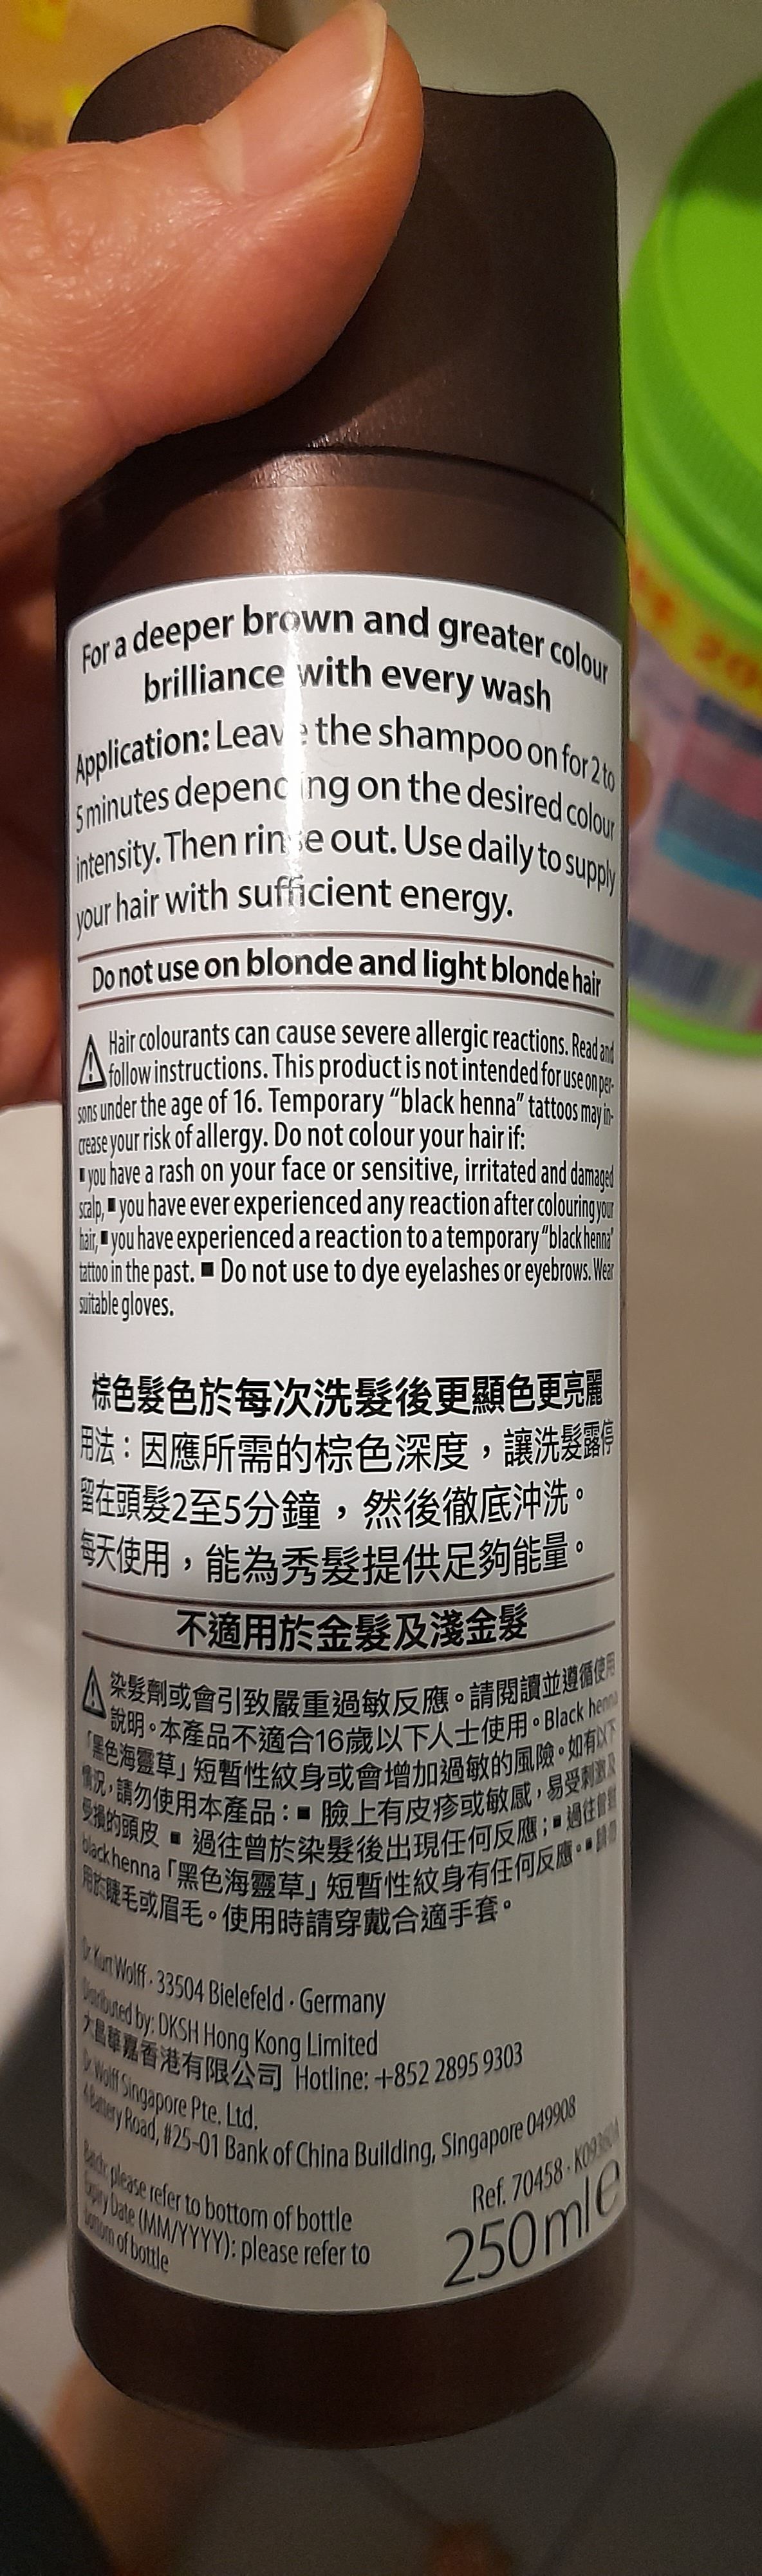 For a deeper brown and greater colour
brilliance with every wash
Application: Leave the shampoo on for 2 to
5 minutes depending on the desired colour
intensity. Then rinse out. Use daily to supply
your hair with sufficient energy.
Do not use on blonde and light blonde hair
Hair colourants can cause severe allergic reactions. Read and
follow instructions. This product is not intended for use on per-
sons under the age of 16. Temporary “black henna” tattoos may in-
crease your risk of allergy. Do not colour your hair if:
▪ you have a rash on your face or sensitive, irritated and damaged
scalp, ▪ you have ever experienced any reaction after colouring your
hair, ▪ you have experienced a reaction to a temporary “black henna”
tattoo in the past. ▪ Do not use to dye eyelashes or eyebrows. Wear
suitable gloves.
棕色髮色於每次洗髮後更顯色更亮麗
用法：因應所需的棕色深度，讓洗髮露停
留在頭髮2至5分鐘，然後徹底沖洗。
每天使用，能為秀髮提供足夠能量。
不適用於金髮及淺金髮
染髮劑或會引致嚴重過敏反應。請閱讀並遵循使用
說明。本產品不適合16歲以下人士使用。Black henna
「黑色海靈草」短暫性紋身或會增加過敏的風險。如有以下
情況，請勿使用本產品：▪ 臉上有皮疹或敏感，易受刺激及
受損的頭皮 ▪ 過往曾於染髮後出現任何反應；▪ 過往曾對
black henna「黑色海靈草」短暫性紋身有任何反應。▪ 請勿
用於睫毛或眉毛。使用時請穿戴合適手套。
Dr. Kurt Wolff · 33504 Bielefeld · Germany
Distributed by: DKSH Hong Kong Limited
大昌華嘉香港有限公司 Hotline: +852 2895 9303
Dr. Wolff Singapore Pte. Ltd.
4 Battery Road, #25-01 Bank of China Building, Singapore 049908
Batch: please refer to bottom of bottle
Expiry Date (MM/YYYY): please refer to
bottom of bottle
Ref. 70458 ·
250 ml e